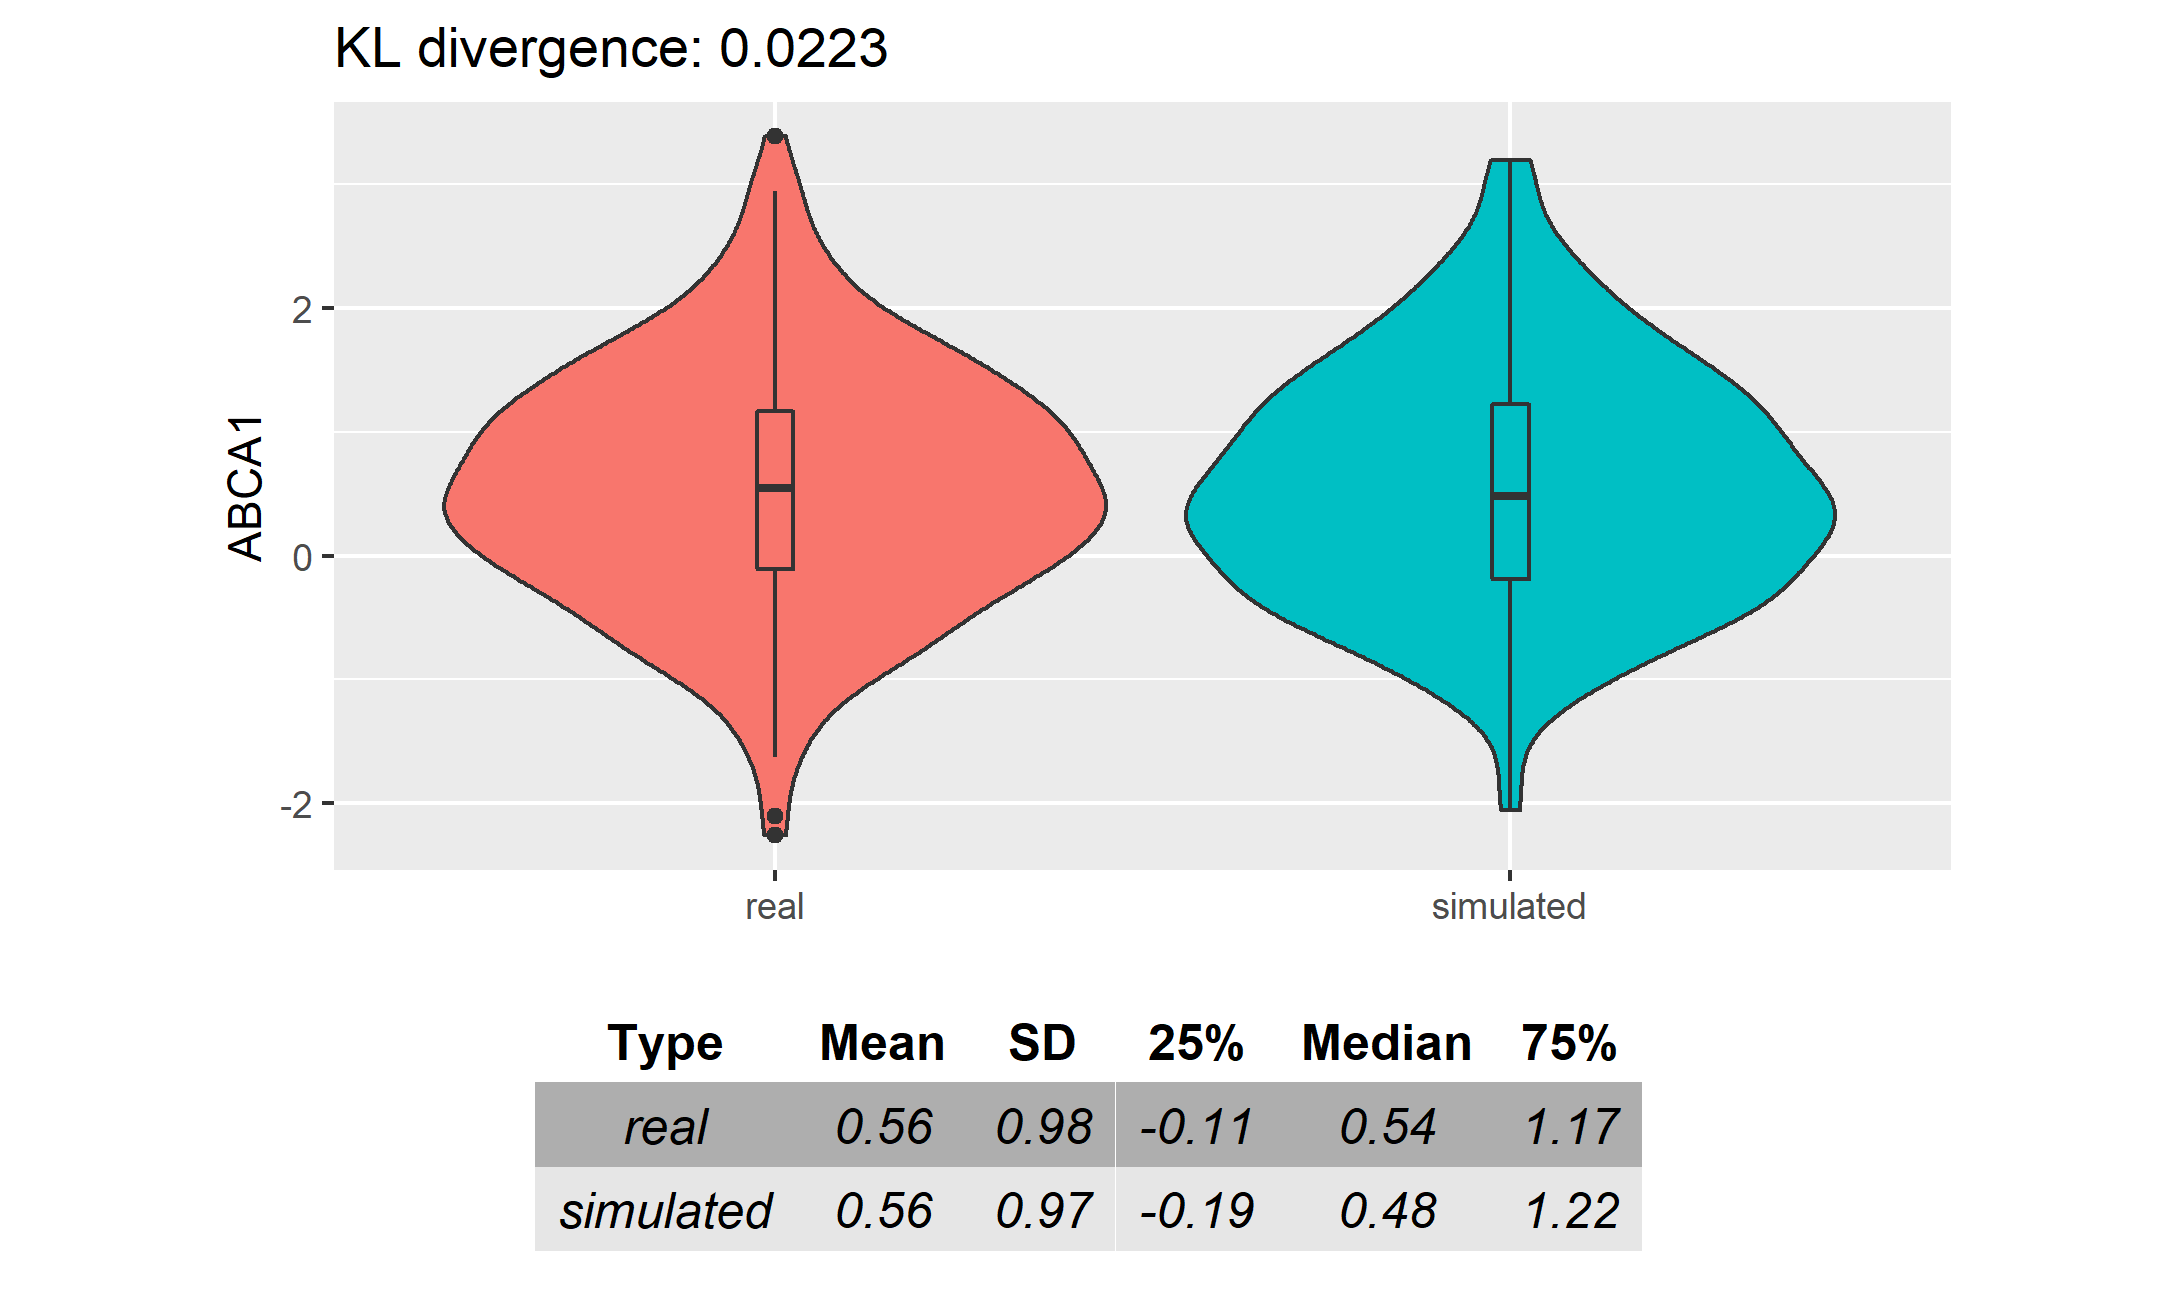 KL divergence: 0.0223
ABCA1
2
0
-2
real simulated
Type Mean SD 25% Median 75%
real 0.56 0.98 -0.11 0.54 1.17
simulated 0.56 0.97 -0.19 0.48 1.22